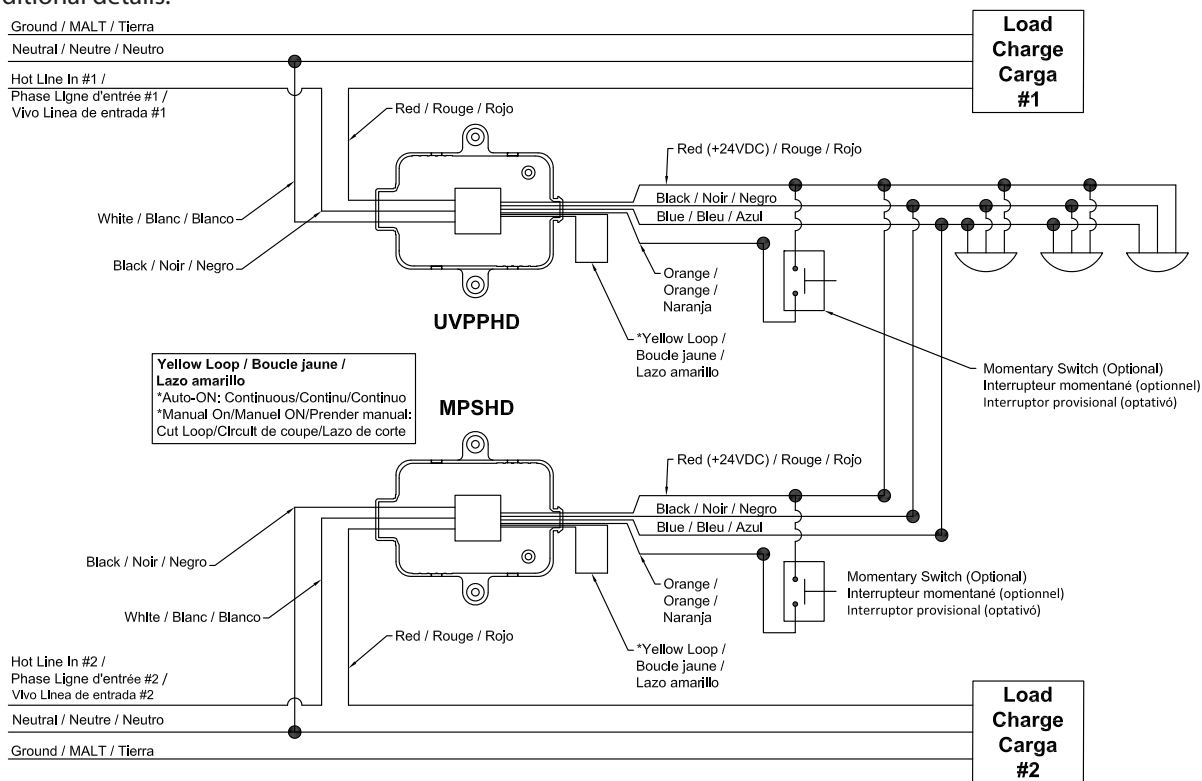 ditional details.
Ground / MALT / Tierra
Neutral / Neutre / Neutro
Hot Line In #1 /
Phase Ligne d'entrée #1 /
Vivo Linea de entrada #1
Load
Charge
Carga
#1
Red / Rouge / Rojo
Red (+24VDC) / Rouge / Rojo
Black / Noir / Negro
Blue / Bleu / Azul
White / Blanc / Blanco
Black / Noir / Negro
Orange /
Orange /
Naranja
UVPPHD
*Yellow Loop /
Boucle jaune /
Lazo amarillo
Momentary Switch (Optional)
Interrupteur momentané (optionnel)
Interruptor provisional (optativó)
Yellow Loop / Boucle jaune /
Lazo amarillo
*Auto-ON: Continuous/Continu/Continuo
*Manual On/Manuel ON/Prender manual:
Cut Loop/Circuit de coupe/Lazo de corte
MPSHD
Red (+24VDC) / Rouge / Rojo
Black / Noir / Negro
Blue / Bleu / Azul
Black / Noir / Negro
White / Blanc / Blanco
Orange /
Orange /
Naranja
Momentary Switch (Optional)
Interrupteur momentané (optionnel)
Interruptor provisional (optativó)
Red / Rouge / Rojo
*Yellow Loop /
Boucle jaune /
Lazo amarillo
Hot Line In #2 /
Phase Ligne d'entrée #2 /
Vivo Linea de entrada #2
Neutral / Neutre / Neutro
Ground / MALT / Tierra
Load
Charge
Carga
#2